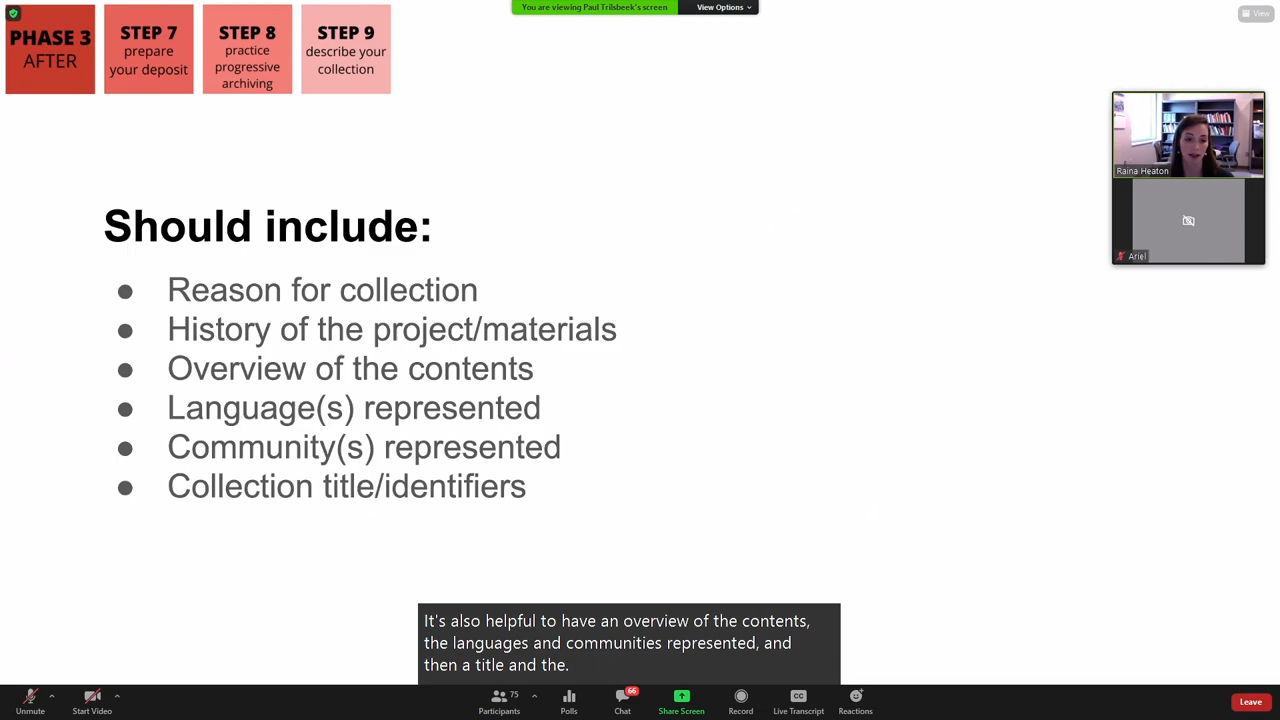 You are viewing Paul Trilsbeek's screen
View Options
View
PHASE 3
AFTER
STEP 7
prepare
your deposit
STEP 8
practice
progressive
archiving
STEP 9
describe your
collection
Raina Heaton
Ariel
Should include:
● Reason for collection
● History of the project/materials
● Overview of the contents
● Language(s) represented
● Community(s) represented
● Collection title/identifiers
It's also helpful to have an overview of the contents,
the languages and communities represented, and
then a title and the.
Unmute
Start Video
75
Participants
Polls
66
Chat
Share Screen
Record
CC
Live Transcript
Reactions
Leave